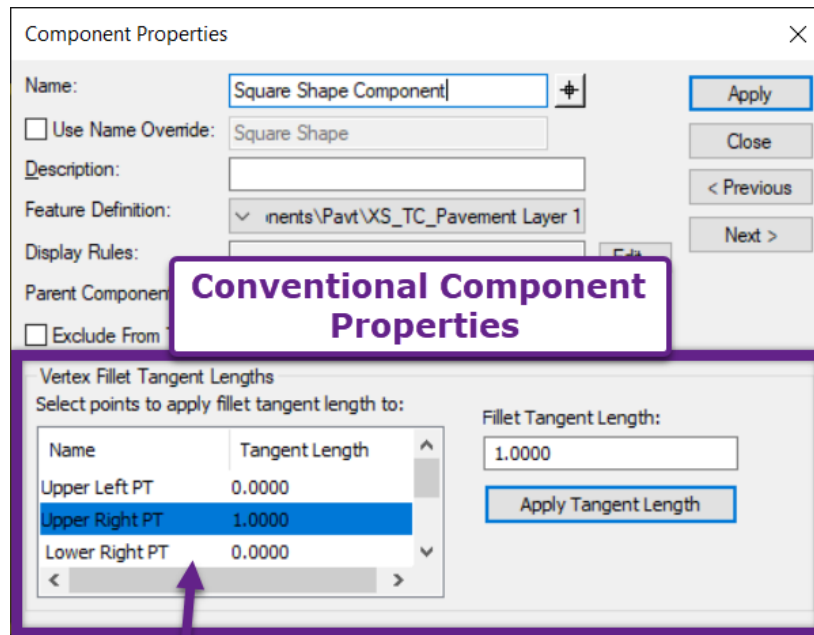 Component Properties
Name:
Square Shape Component
Use Name Override:
Square Shape
Description:
Feature Definition:
nents\Pavt\XS_TC_Pavement Layer 1
Display Rules:
Parent Component
Exclude From
Apply
Close
< Previous
Next >
Conventional Component
Properties
Vertex Fillet Tangent Lengths
Select points to apply fillet tangent length to:
Name Tangent Length
Upper Left PT 0.0000
Upper Right PT 1.0000
Lower Right PT 0.0000
Fillet Tangent Length:
1.0000
Apply Tangent Length